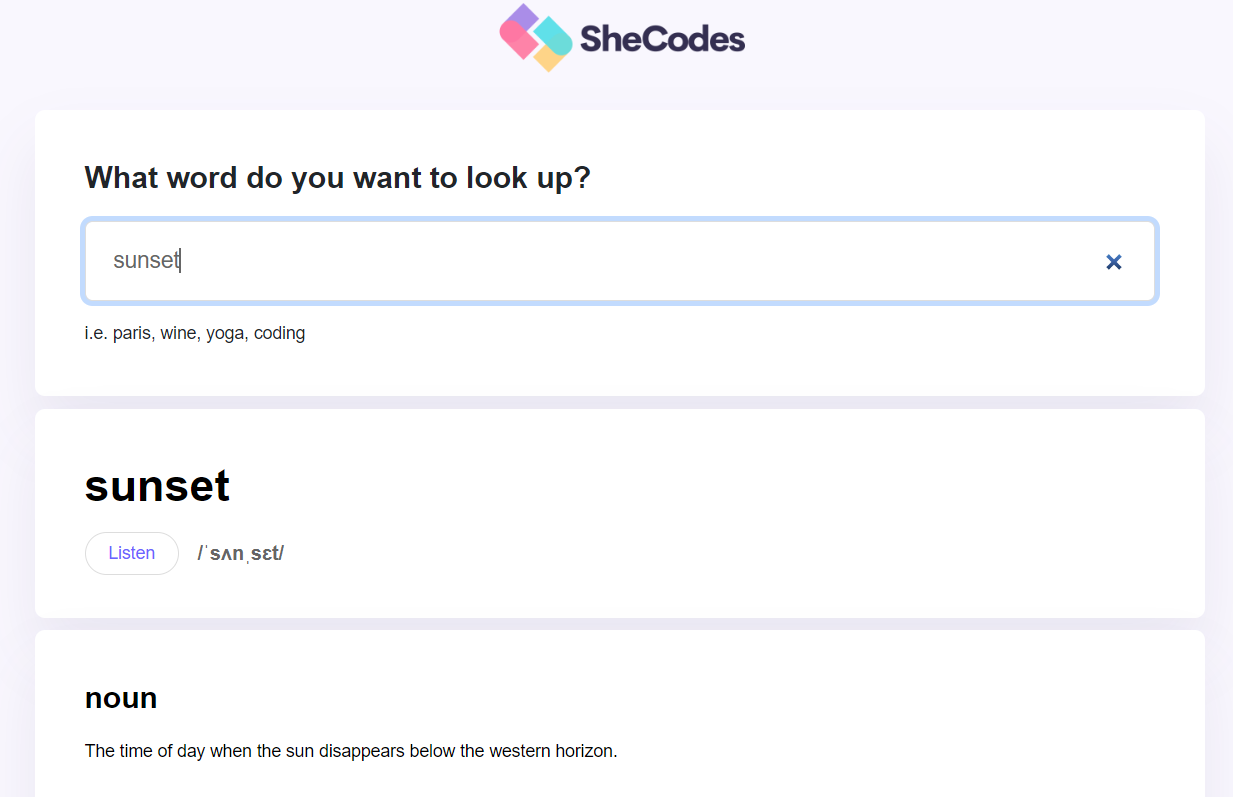 SheCodes
What word do you want to look up?
sunset
i.e. paris, wine, yoga, coding
sunset
Listen /ˈsʌnˌsɛt/
noun
The time of day when the sun disappears below the western horizon.